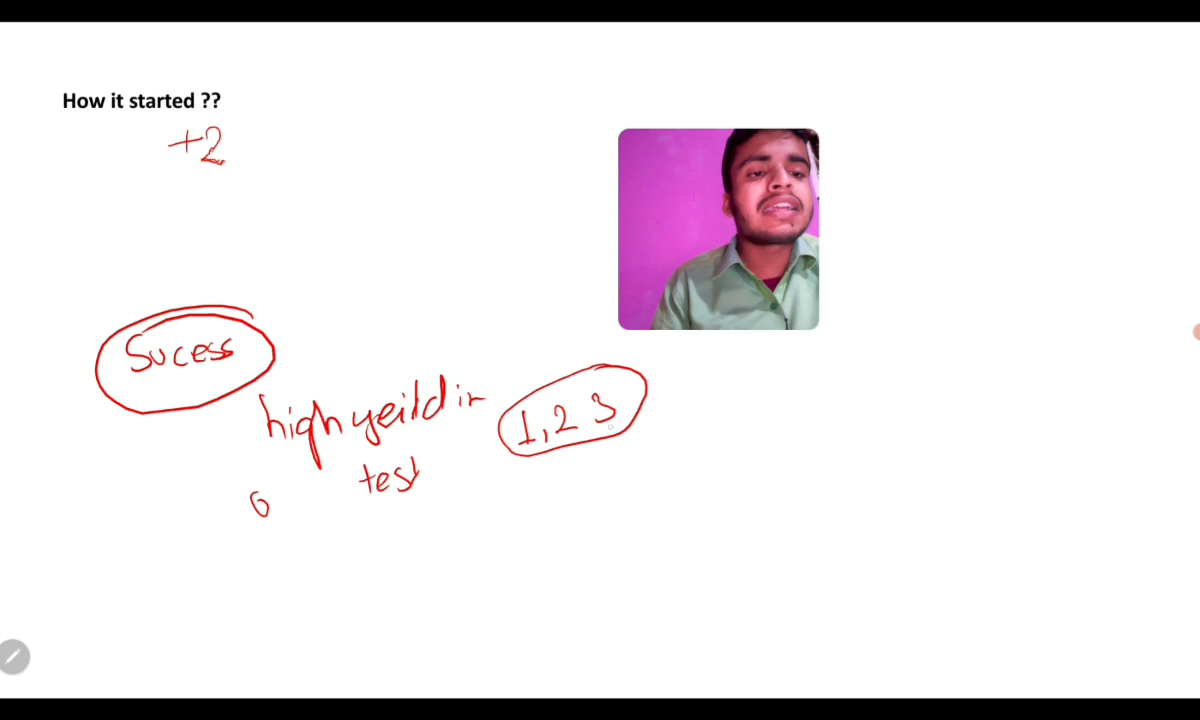 How it started ??
+2
Sucess
high yeild in 1,2 3
test